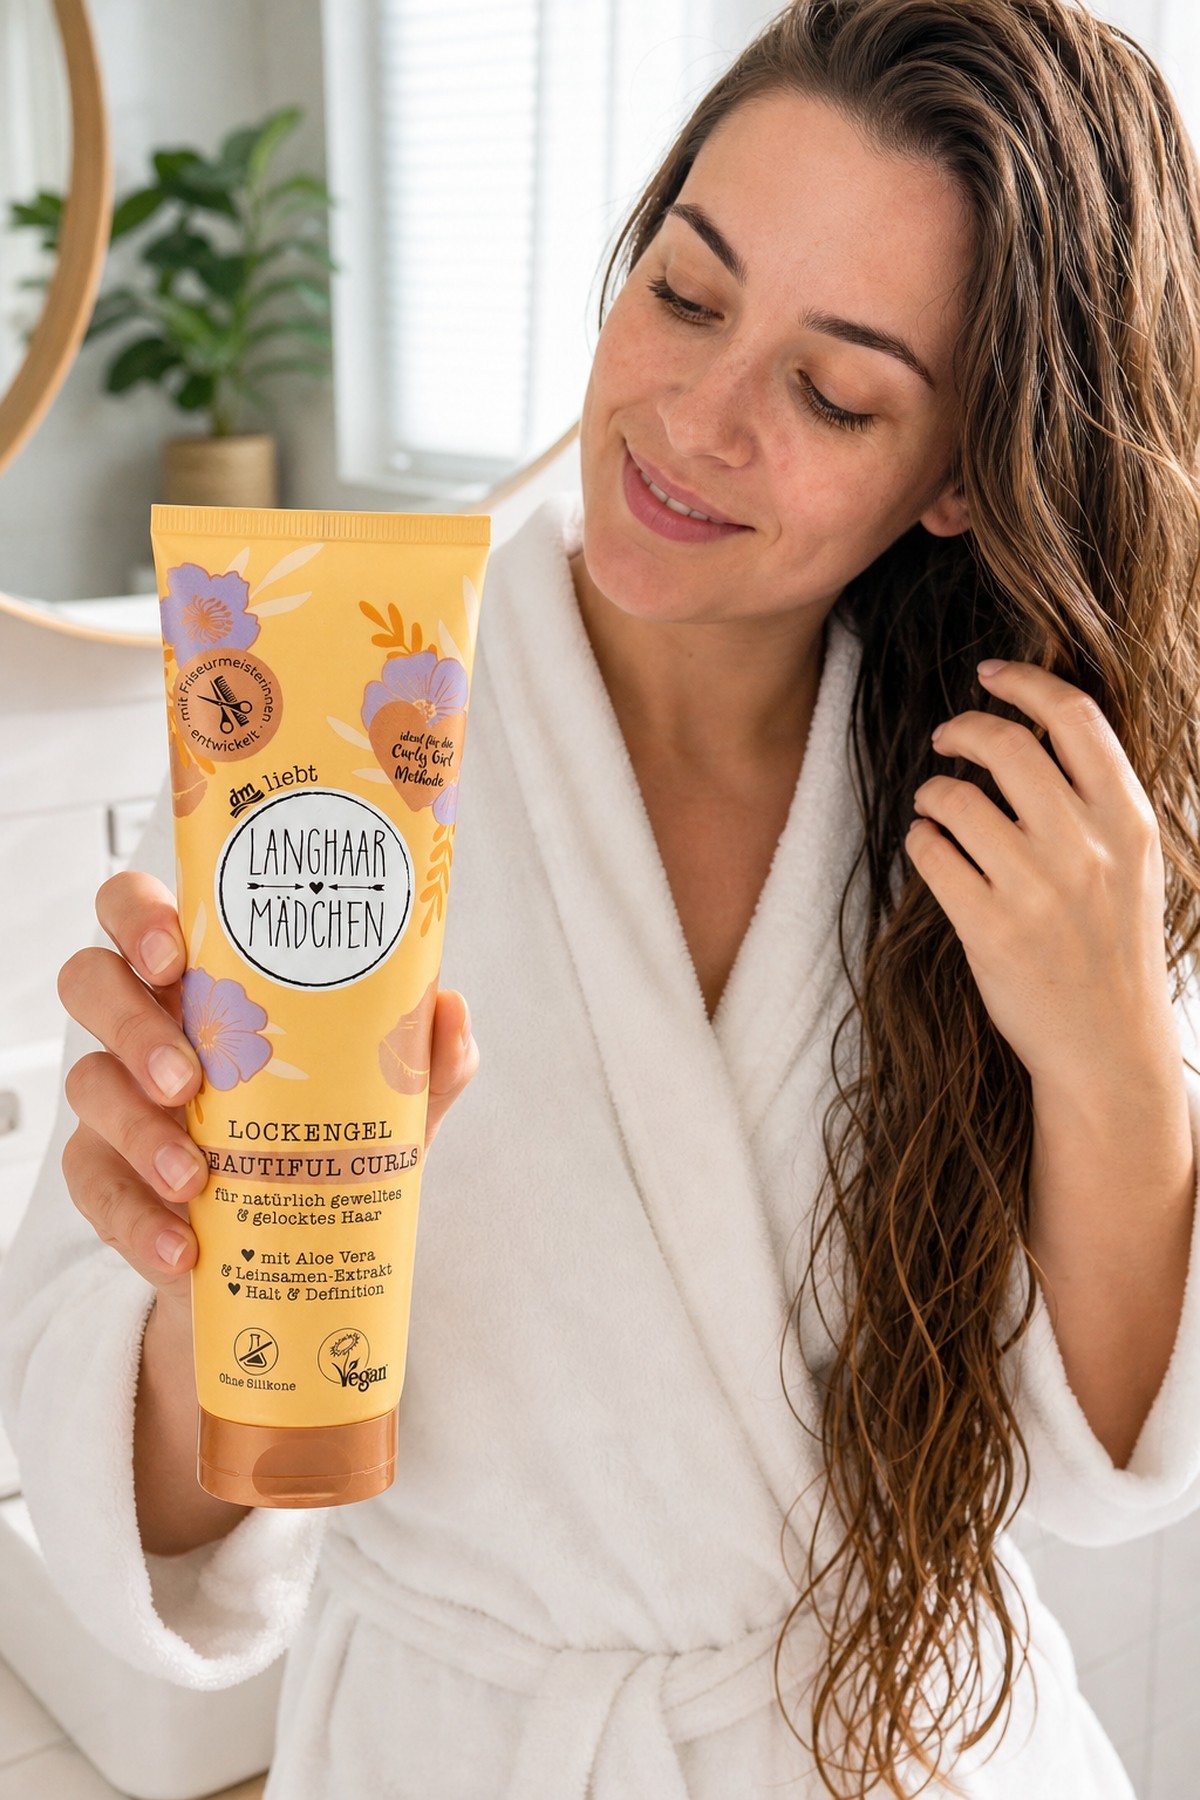 · mit Friseurmeisterinnen ·
entwickelt
ideal für die
Curly Girl
Methode
dm liebt
LANGHAAR
MÄDCHEN
LOCKENGEL
EAUTIFUL CURLS
für natürlich gewelltes
& gelocktes Haar
♥ mit Aloe Vera
& Leinsamen-Extrakt
♥ Halt & Definition
Ohne Silikone
Vegan